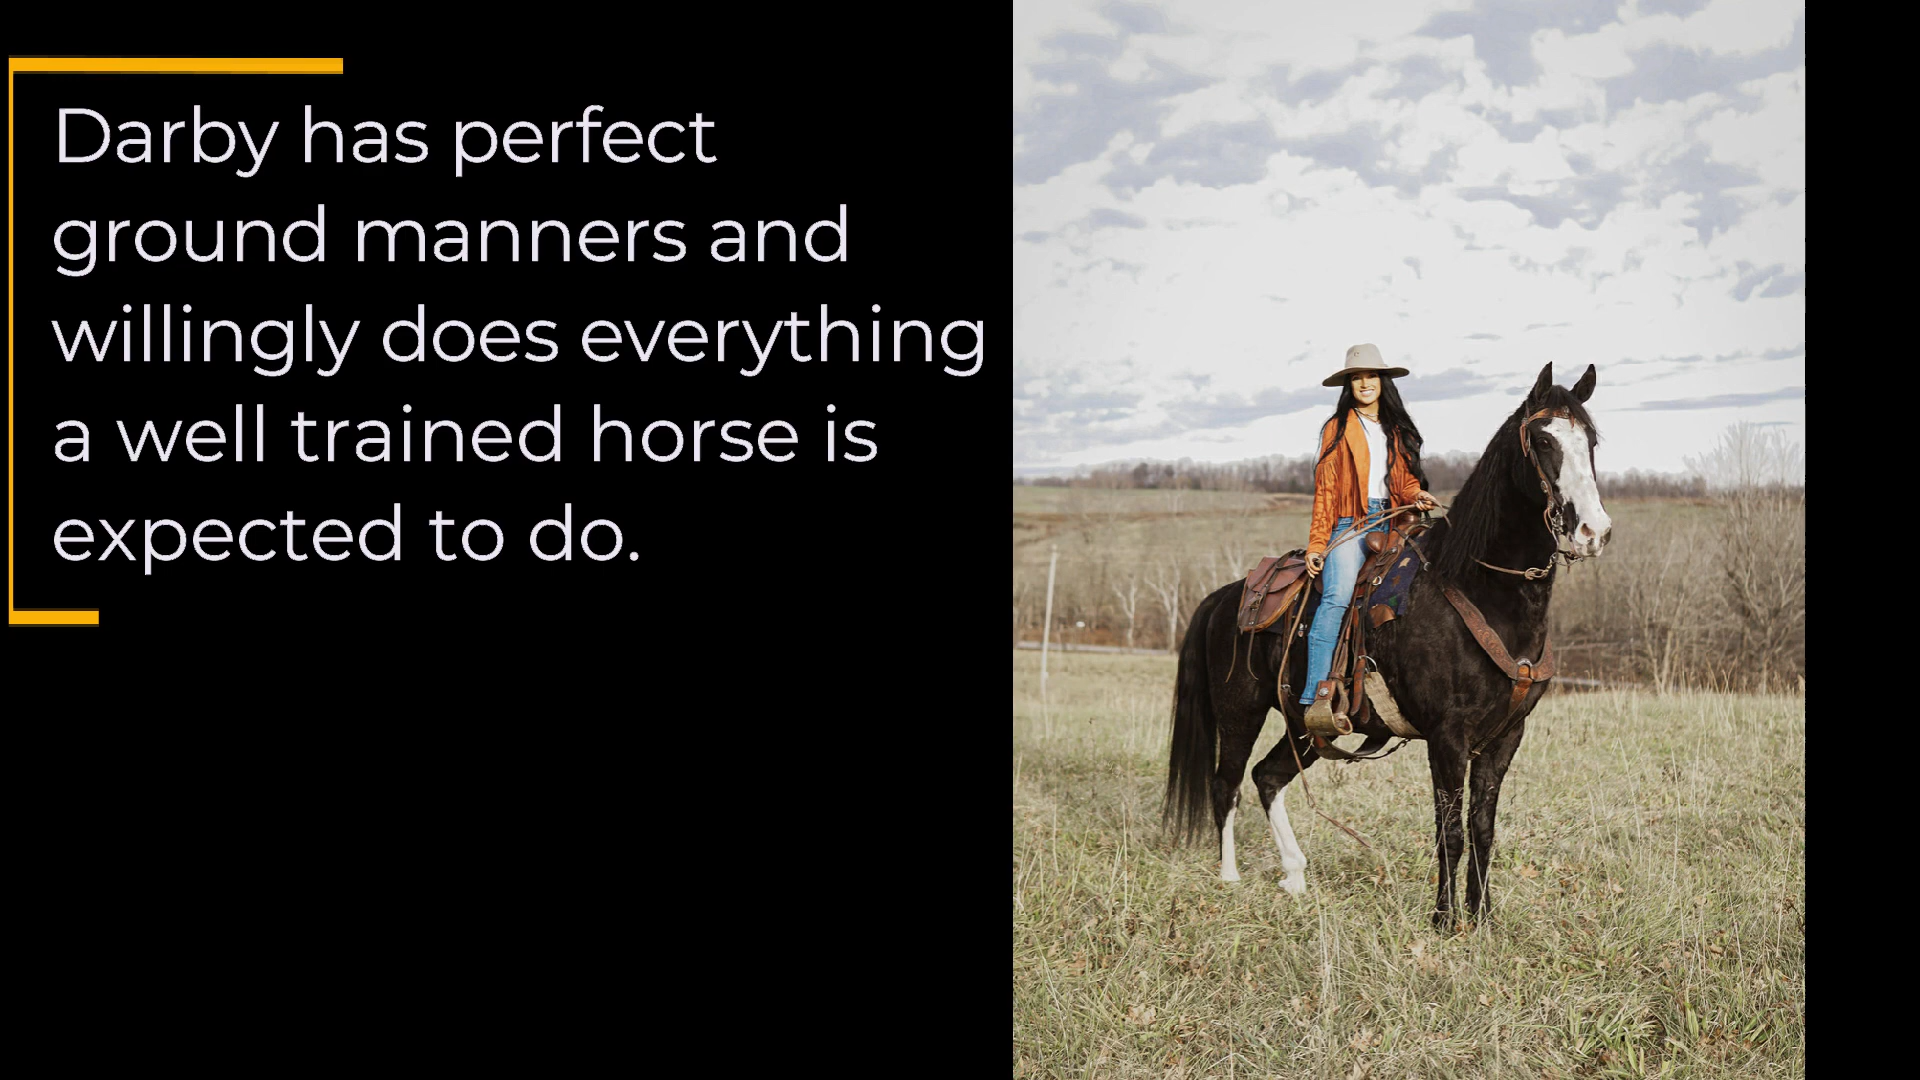 Darby has perfect
ground manners and
willingly does everything
a well trained horse is
expected to do.